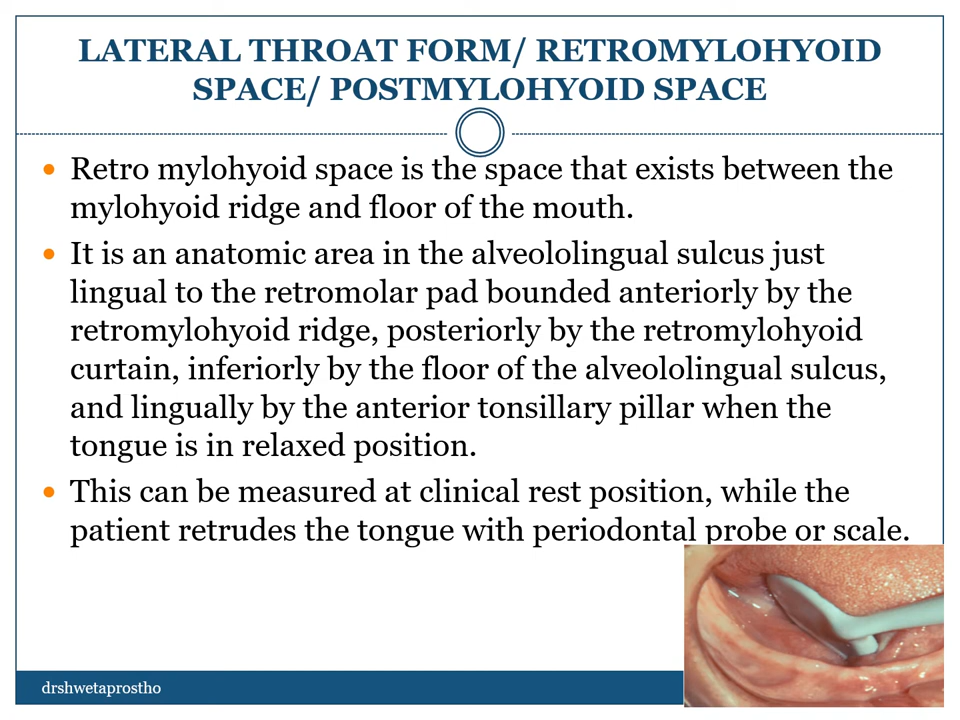 LATERAL THROAT FORM/ RETROMYLOHYOID
SPACE/ POSTMYLOHYOID SPACE
Retro mylohyoid space is the space that exists between the
mylohyoid ridge and floor of the mouth.
It is an anatomic area in the alveololingual sulcus just
lingual to the retromolar pad bounded anteriorly by the
retromylohyoid ridge, posteriorly by the retromylohyoid
curtain, inferiorly by the floor of the alveololingual sulcus,
and lingually by the anterior tonsillary pillar when the
tongue is in relaxed position.
This can be measured at clinical rest position, while the
patient retrudes the tongue with periodontal probe or scale.
drshwetaprostho